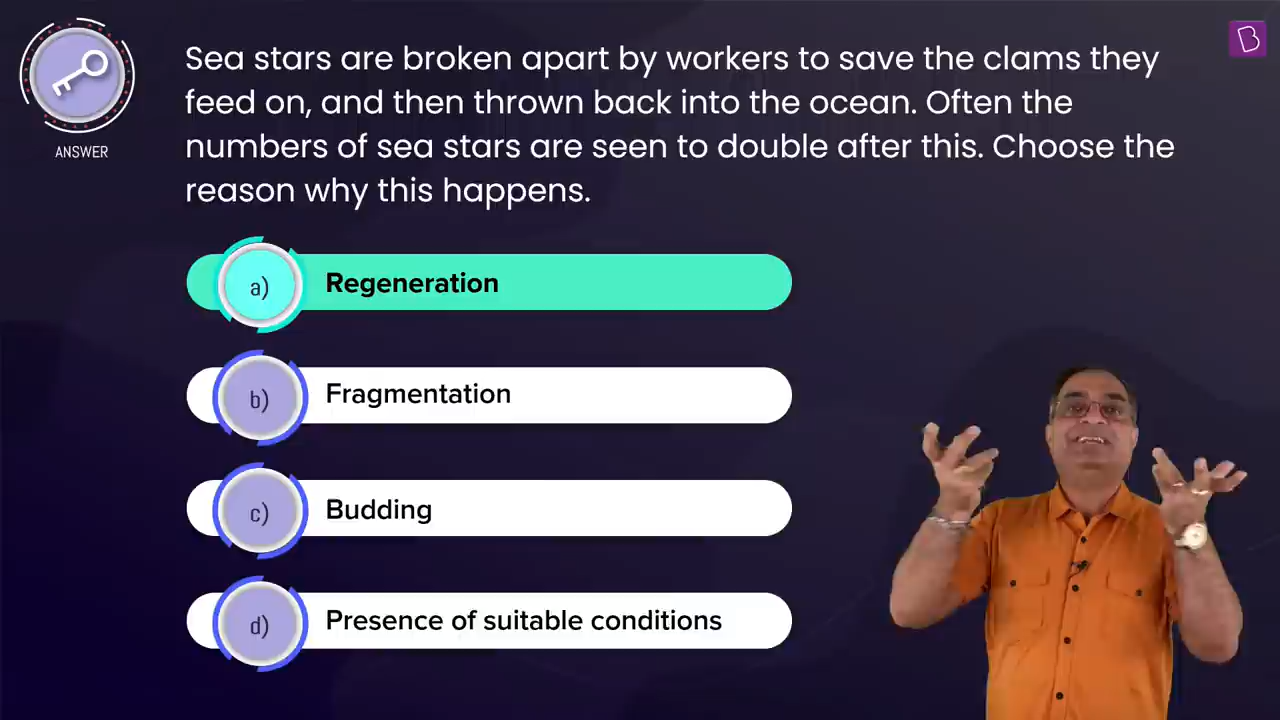 ANSWER
Sea stars are broken apart by workers to save the clams they
feed on, and then thrown back into the ocean. Often the
numbers of sea stars are seen to double after this. Choose the
reason why this happens.
a) Regeneration
b) Fragmentation
c) Budding
d) Presence of suitable conditions
B